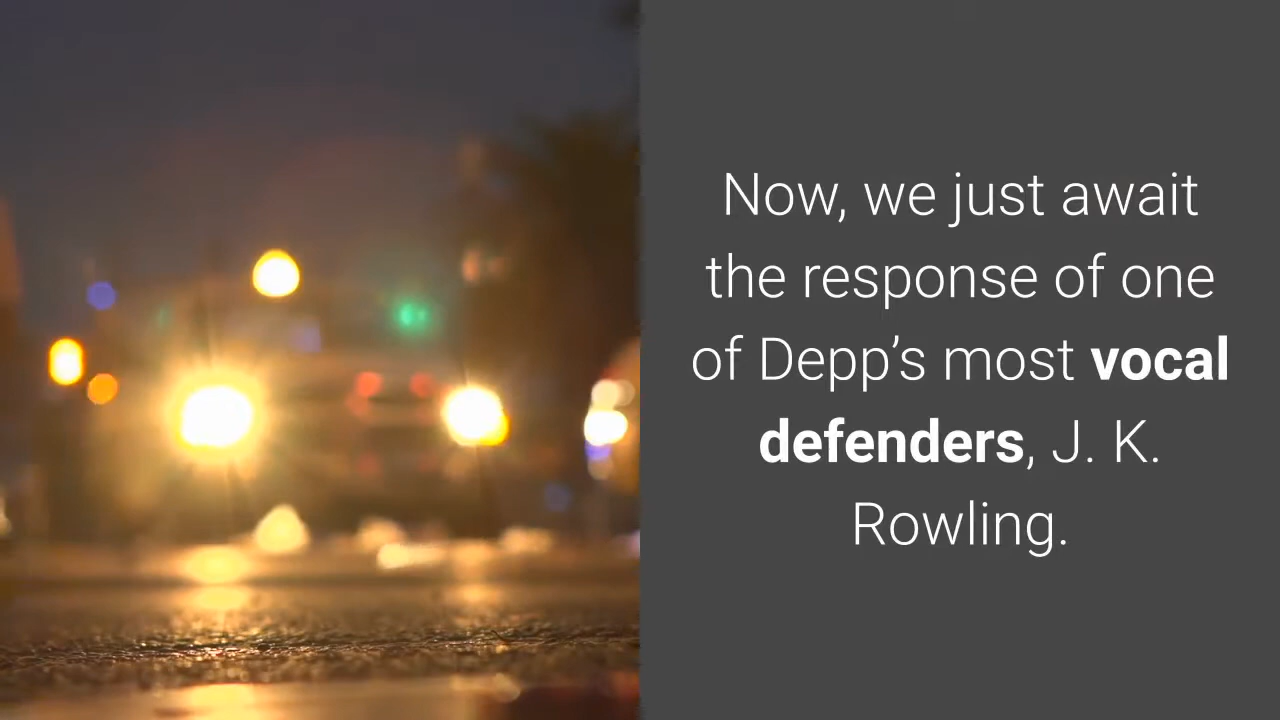 Now, we just await
the response of one
of Depp’s most vocal
defenders, J. K.
Rowling.